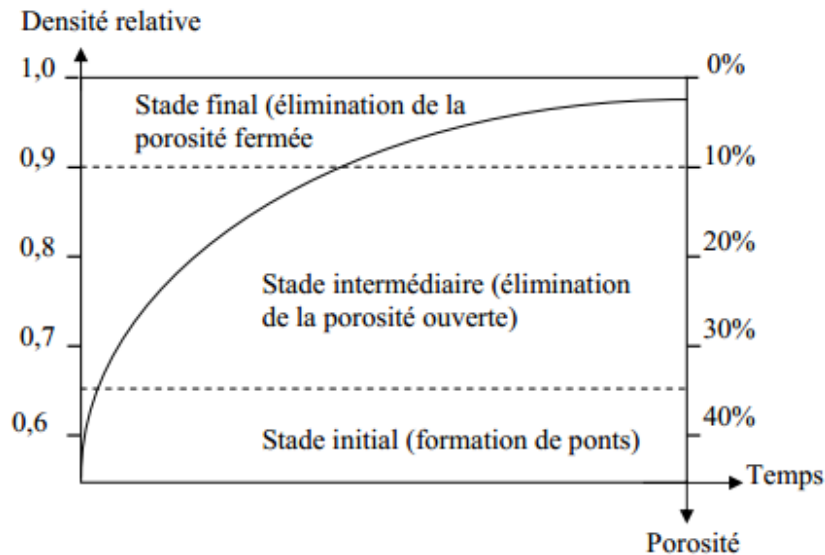 Densité relative
1,0
0%
Stade final (élimination de la
porosité fermée
0,9
10%
0,8
20%
Stade intermédiaire (élimination
de la porosité ouverte)
0,7
30%
0,6
40%
Stade initial (formation de ponts)
Temps
Porosité